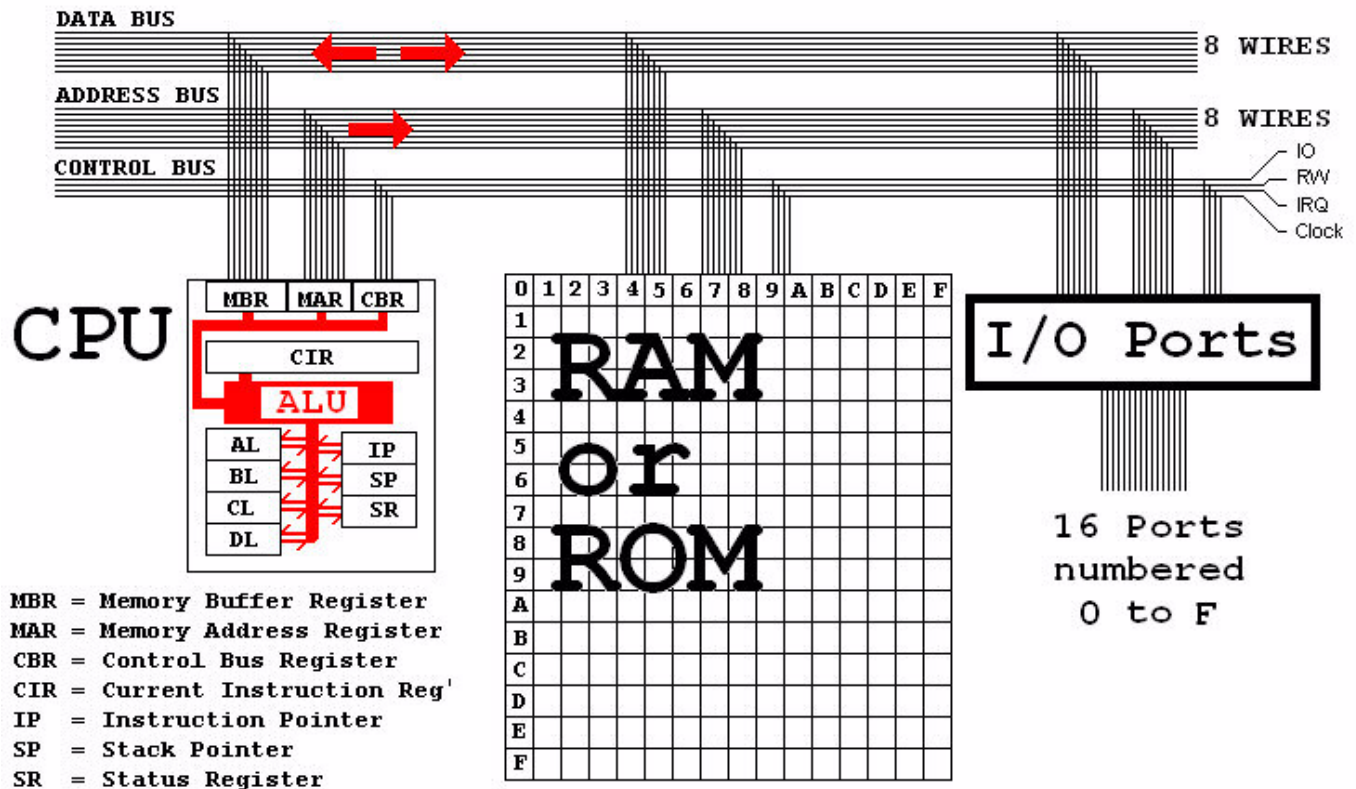 DATA BUS
8 WIRES
ADDRESS BUS
8 WIRES
CONTROL BUS
IO
RW
IRQ
Clock
CPU
MBR MAR CBR
CIR
ALU
AL
BL
CL
DL
IP
SP
SR
0 1 2 3 4 5 6 7 8 9 A B C D E F
1
2
3
4
5
6
7
8
9
A
B
C
D
E
F
RAM
or
ROM
I/O Ports
16 Ports
numbered
0 to F
MBR = Memory Buffer Register
MAR = Memory Address Register
CBR = Control Bus Register
CIR = Current Instruction Reg'
IP = Instruction Pointer
SP = Stack Pointer
SR = Status Register